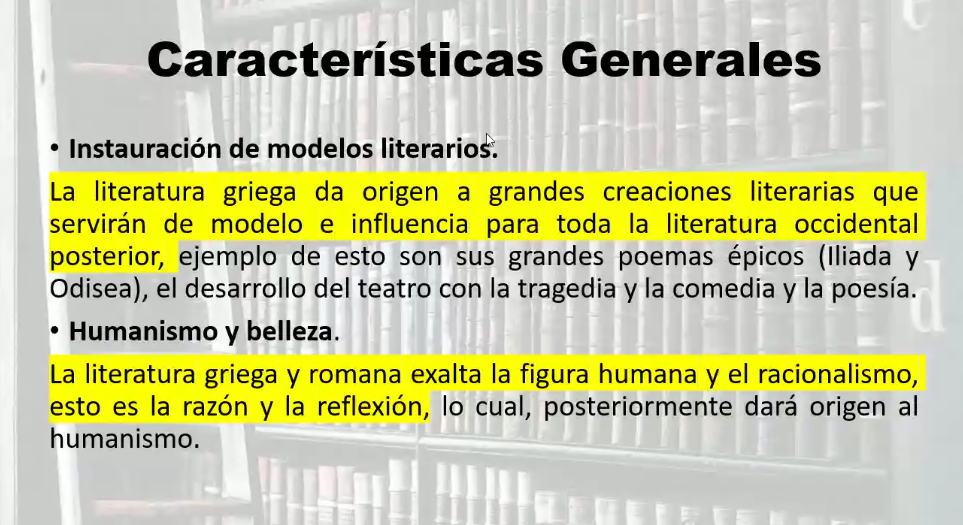 Características Generales
• Instauración de modelos literarios.
La literatura griega da origen a grandes creaciones literarias que
servirán de modelo e influencia para toda la literatura occidental
posterior, ejemplo de esto son sus grandes poemas épicos (Iliada y
Odisea), el desarrollo del teatro con la tragedia y la comedia y la poesía.
• Humanismo y belleza.
La literatura griega y romana exalta la figura humana y el racionalismo,
esto es la razón y la reflexión, lo cual, posteriormente dará origen al
humanismo.